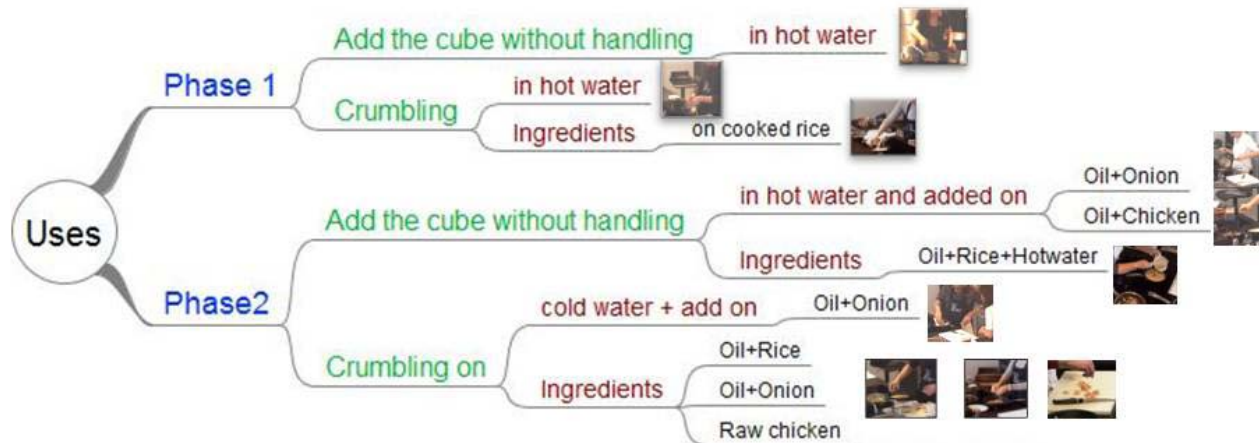 Uses
Phase 1
Add the cube without handling
in hot water
Crumbling
in hot water
Ingredients
on cooked rice
Phase2
Add the cube without handling
in hot water and added on
Oil+Onion
Oil+Chicken
Ingredients
Oil+Rice+Hotwater
Crumbling on
cold water + add on
Oil+Onion
Ingredients
Oil+Rice
Oil+Onion
Raw chicken